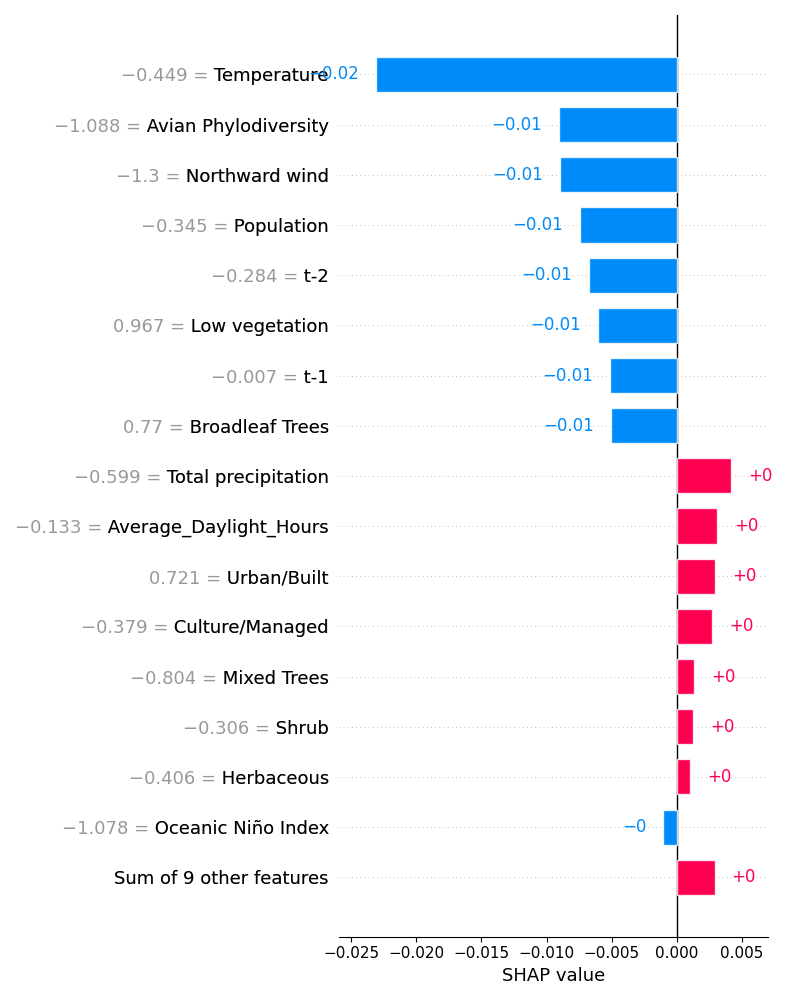 −0.449 = Temperature −0.02
−1.088 = Avian Phylodiversity −0.01
−1.3 = Northward wind −0.01
−0.345 = Population −0.01
−0.284 = t-2 −0.01
0.967 = Low vegetation −0.01
−0.007 = t-1 −0.01
0.77 = Broadleaf Trees −0.01
−0.599 = Total precipitation +0
−0.133 = Average_Daylight_Hours +0
0.721 = Urban/Built +0
−0.379 = Culture/Managed +0
−0.804 = Mixed Trees +0
−0.306 = Shrub +0
−0.406 = Herbaceous +0
−1.078 = Oceanic Niño Index −0
Sum of 9 other features +0
−0.025 −0.020 −0.015 −0.010 −0.005 0.000 0.005
SHAP value